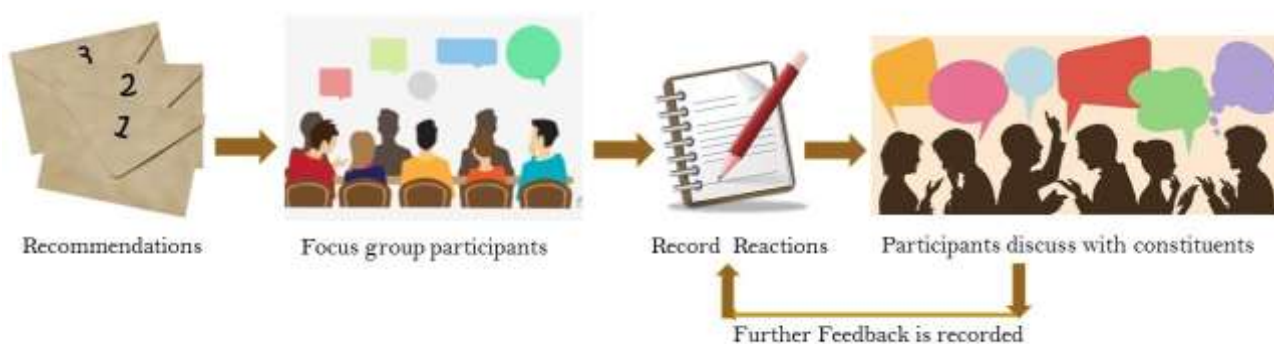 3
2
1
Recommendations
Focus group participants
Record Reactions
Participants discuss with constituents
Further Feedback is recorded